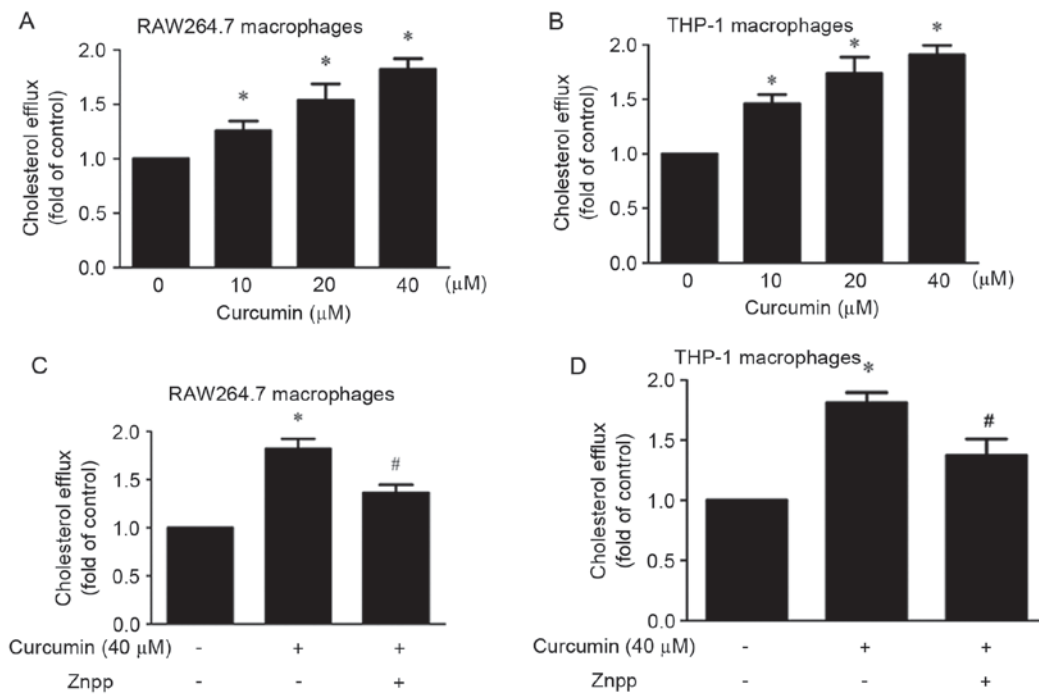 A
RAW264.7 macrophages
Cholesterol efflux
(fold of control)
2.0
1.5
1.0
0.5
0.0
*
*
*
0 10 20 40 (μM)
Curcumin (μM)
B
THP-1 macrophages
Cholesterol efflux
(fold of control)
2.0
1.5
1.0
0.5
0.0
*
*
*
0 10 20 40 (μM)
Curcumin (μM)
C
RAW264.7 macrophages
Cholesterol efflux
(fold of control)
2.0
1.5
1.0
0.5
0.0
*
#
Curcumin (40 μM) - + +
Znpp - - +
D
THP-1 macrophages
Cholesterol efflux
(fold of control)
2.0
1.5
1.0
0.5
0.0
*
#
Curcumin (40 μM) - + +
Znpp - - +